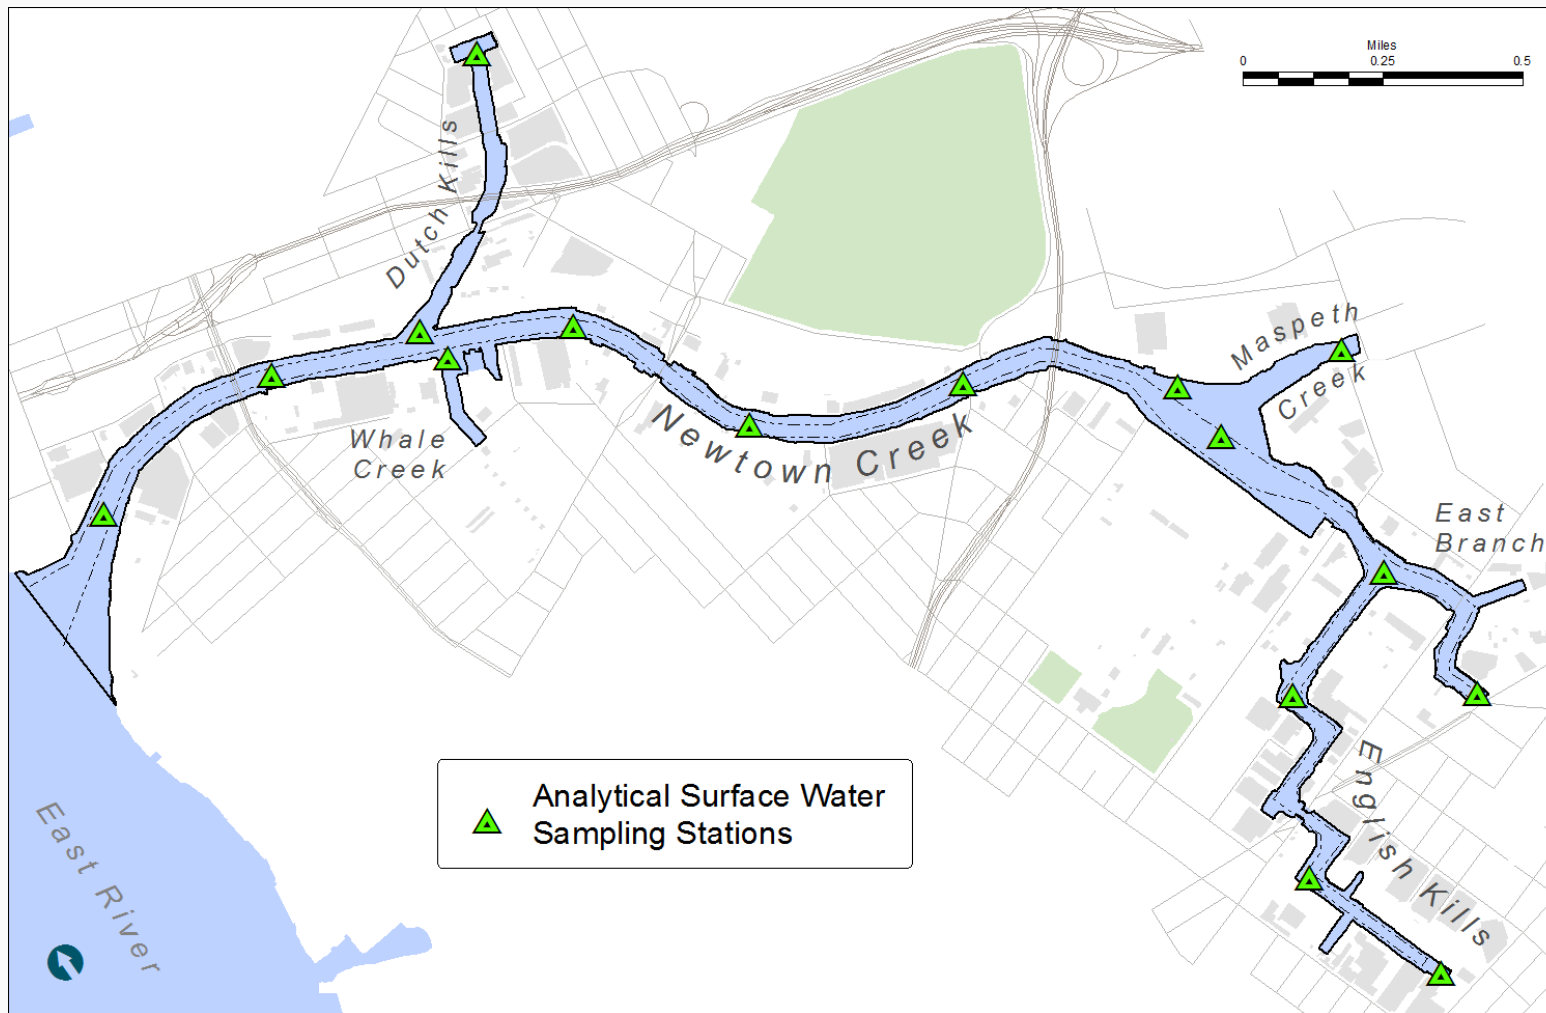 Miles
0 0.25 0.5
Dutch Kills
Maspeth
Creek
Whale
Creek
Newtown Creek
East
Branch
English Kills
East River
Analytical Surface Water
Sampling Stations